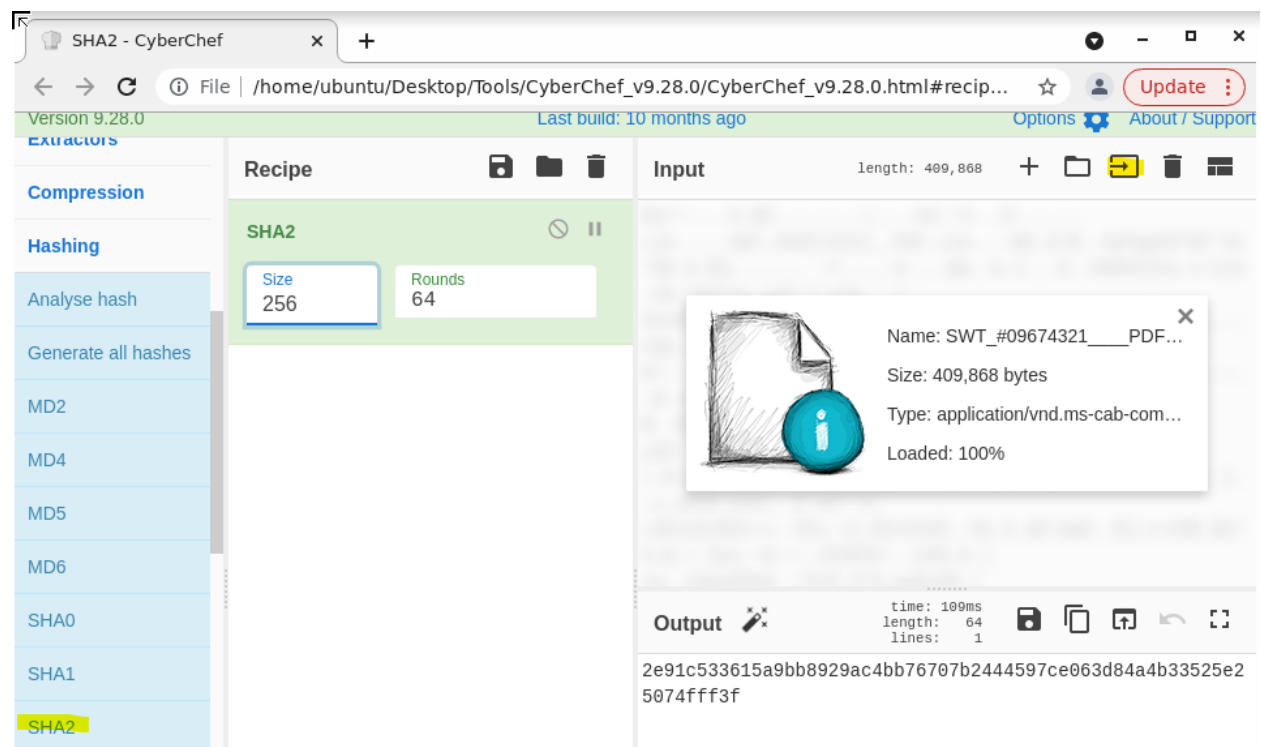 SHA2 - CyberChef
File
/home/ubuntu/Desktop/Tools/CyberChef_v9.28.0/CyberChef_v9.28.0.html#recip...
Update
Version 9.28.0
Last build: 10 months ago
Options
About / Support
Extractors
Compression
Hashing
Analyse hash
Generate all hashes
MD2
MD4
MD5
MD6
SHA0
SHA1
SHA2
Recipe
SHA2
Size
256
Rounds
64
Input
length: 409,868
Name: SWT_#09674321____PDF...
Size: 409,868 bytes
Type: application/vnd.ms-cab-com...
Loaded: 100%
Output
time: 109ms
length: 64
lines: 1
2e91c533615a9bb8929ac4bb76707b2444597ce063d84a4b33525e2
5074fff3f